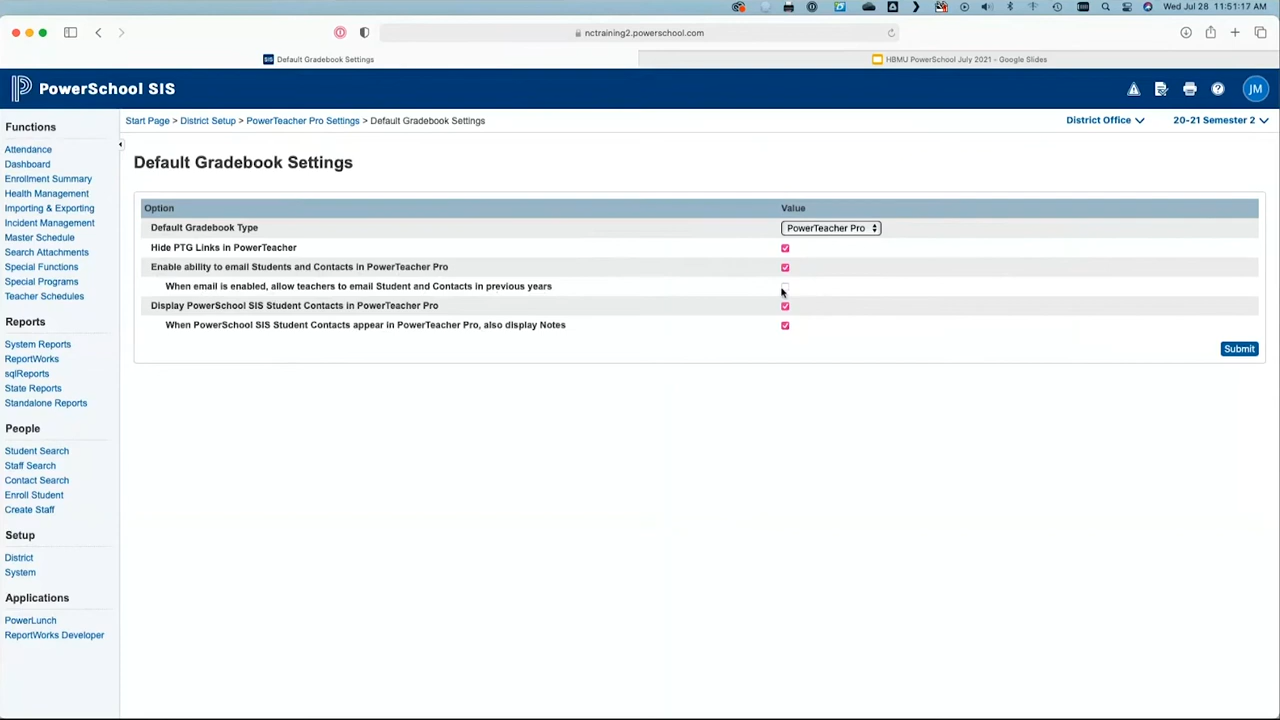 Wed Jul 28 11:51:17 AM
nctraining2.powerschool.com
SIS Default Gradebook Settings
HBMU PowerSchool July 2021 - Google Slides
PowerSchool SIS
JM
Start Page > District Setup > PowerTeacher Pro Settings > Default Gradebook Settings
District Office
20-21 Semester 2
Functions
Attendance
Dashboard
Enrollment Summary
Health Management
Importing & Exporting
Incident Management
Master Schedule
Search Attachments
Special Functions
Special Programs
Teacher Schedules
Reports
System Reports
ReportWorks
sqlReports
State Reports
Standalone Reports
People
Student Search
Staff Search
Contact Search
Enroll Student
Create Staff
Setup
District
System
Applications
PowerLunch
ReportWorks Developer
Default Gradebook Settings
Option Value
Default Gradebook Type PowerTeacher Pro
Hide PTG Links in PowerTeacher
Enable ability to email Students and Contacts in PowerTeacher Pro
When email is enabled, allow teachers to email Student and Contacts in previous years
Display PowerSchool SIS Student Contacts in PowerTeacher Pro
When PowerSchool SIS Student Contacts appear in PowerTeacher Pro, also display Notes
Submit